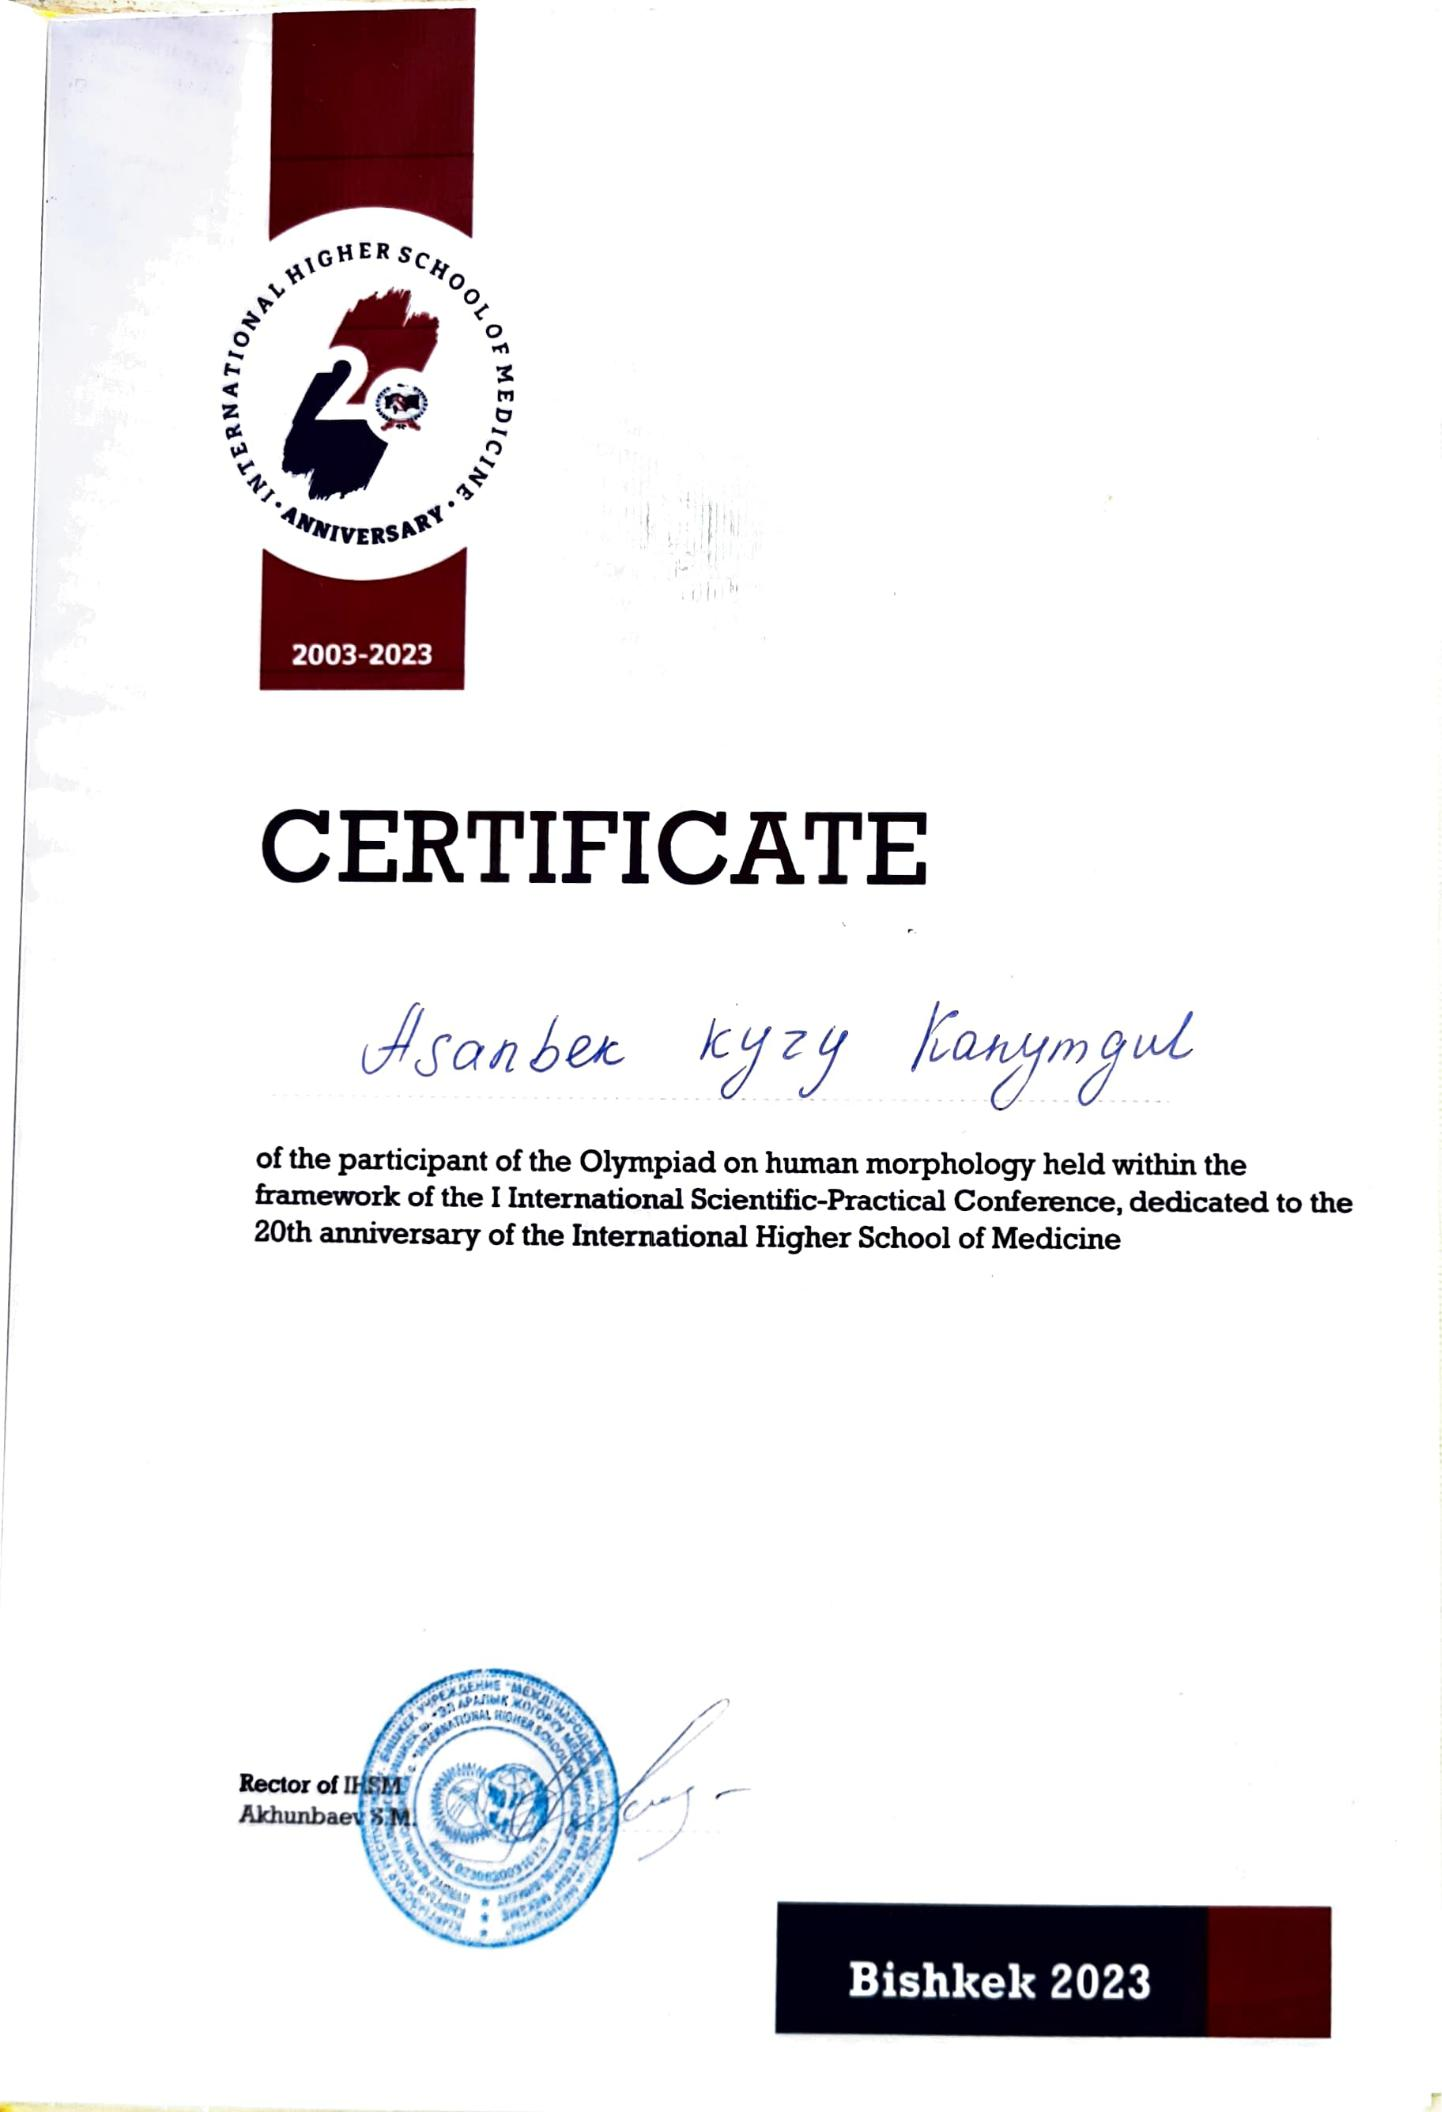 INTERNATIONAL HIGHER SCHOOL OF MEDICINE
• ANNIVERSARY •
20
2003-2023
CERTIFICATE
Asanbek kyzy Kanymgul
of the participant of the Olympiad on human morphology held within the
framework of the I International Scientific-Practical Conference, dedicated to the
20th anniversary of the International Higher School of Medicine
Rector of IHSM
Akhunbaev S.M.
Bishkek 2023